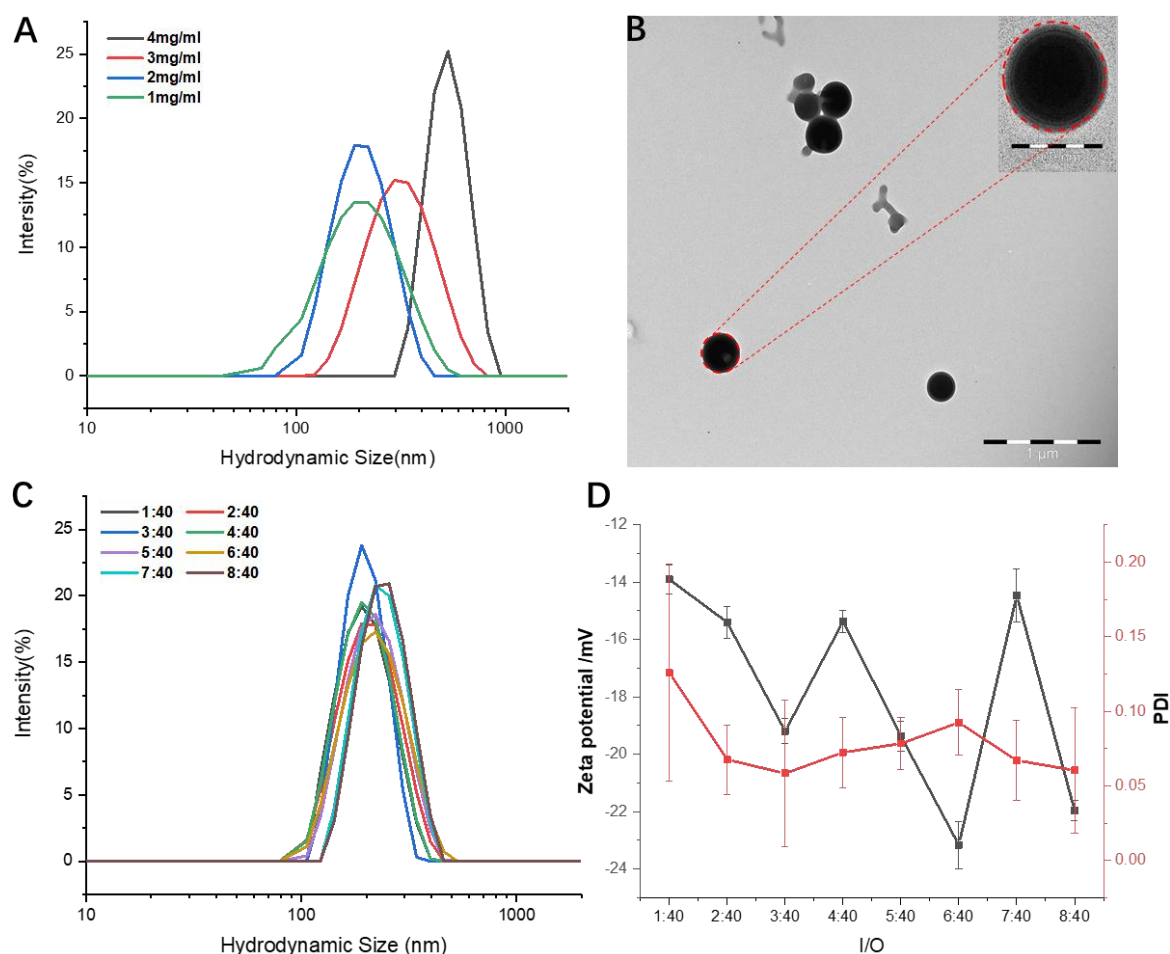 A
4mg/ml
3mg/ml
2mg/ml
1mg/ml
Intersity(%)
25
20
15
10
5
0
10 100 1000
Hydrodynamic Size(nm)
B
1 µm
C
1:40 2:40
3:40 4:40
5:40 6:40
7:40 8:40
Intensity(%)
25
20
15
10
5
0
10 100 1000
Hydrodynamic Size (nm)
D
Zeta potential /mV
-12
-14
-16
-18
-20
-22
-24
0.20
0.15
0.10
0.05
0.00
PDI
1:40 2:40 3:40 4:40 5:40 6:40 7:40 8:40
I/O